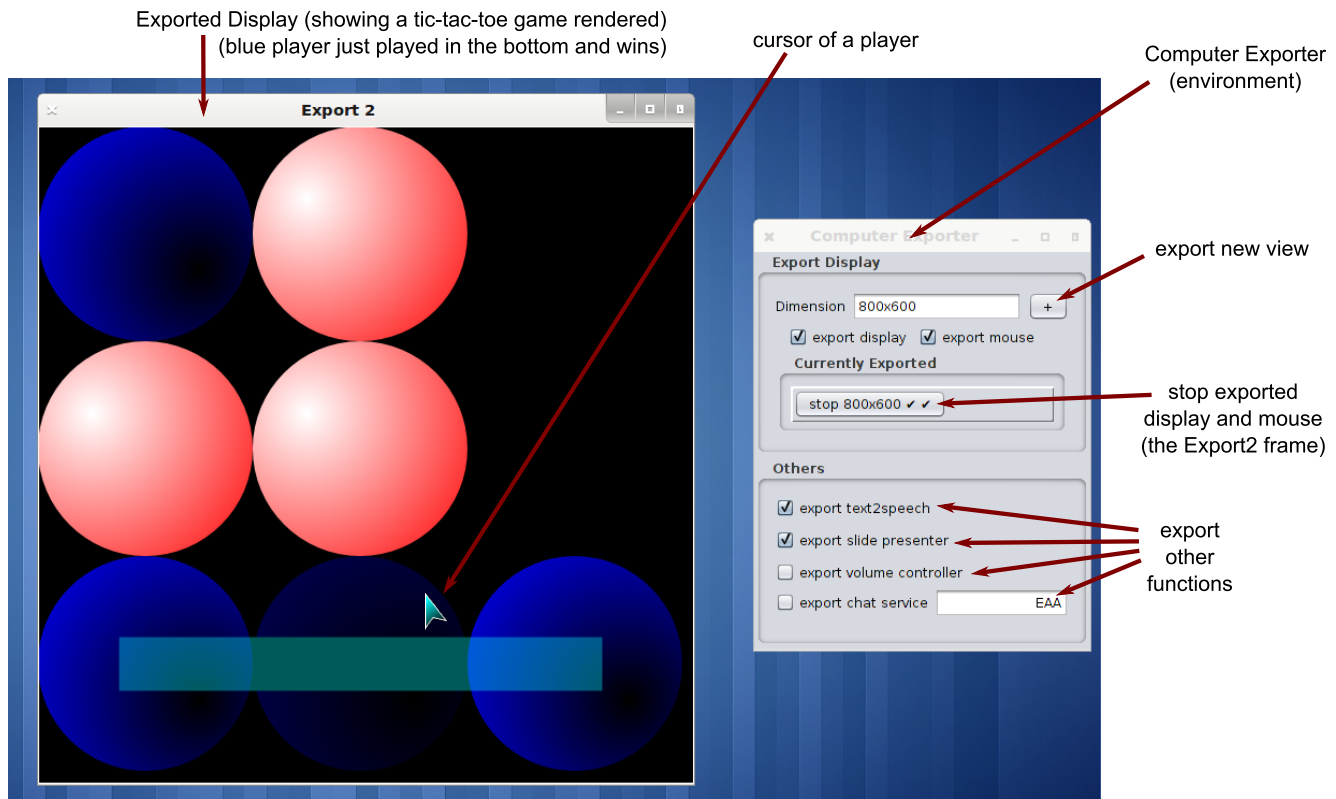 Exported Display (showing a tic-tac-toe game rendered)
(blue player just played in the bottom and wins)
cursor of a player
Computer Exporter
(environment)
Export 2
Computer Exporter
Export Display
export new view
Dimension 800x600 +
✔ export display ✔ export mouse
Currently Exported
stop 800x600 ✔ ✔
stop exported
display and mouse
(the Export2 frame)
Others
✔ export text2speech
✔ export slide presenter
export volume controller
export chat service EAA
export
other
functions